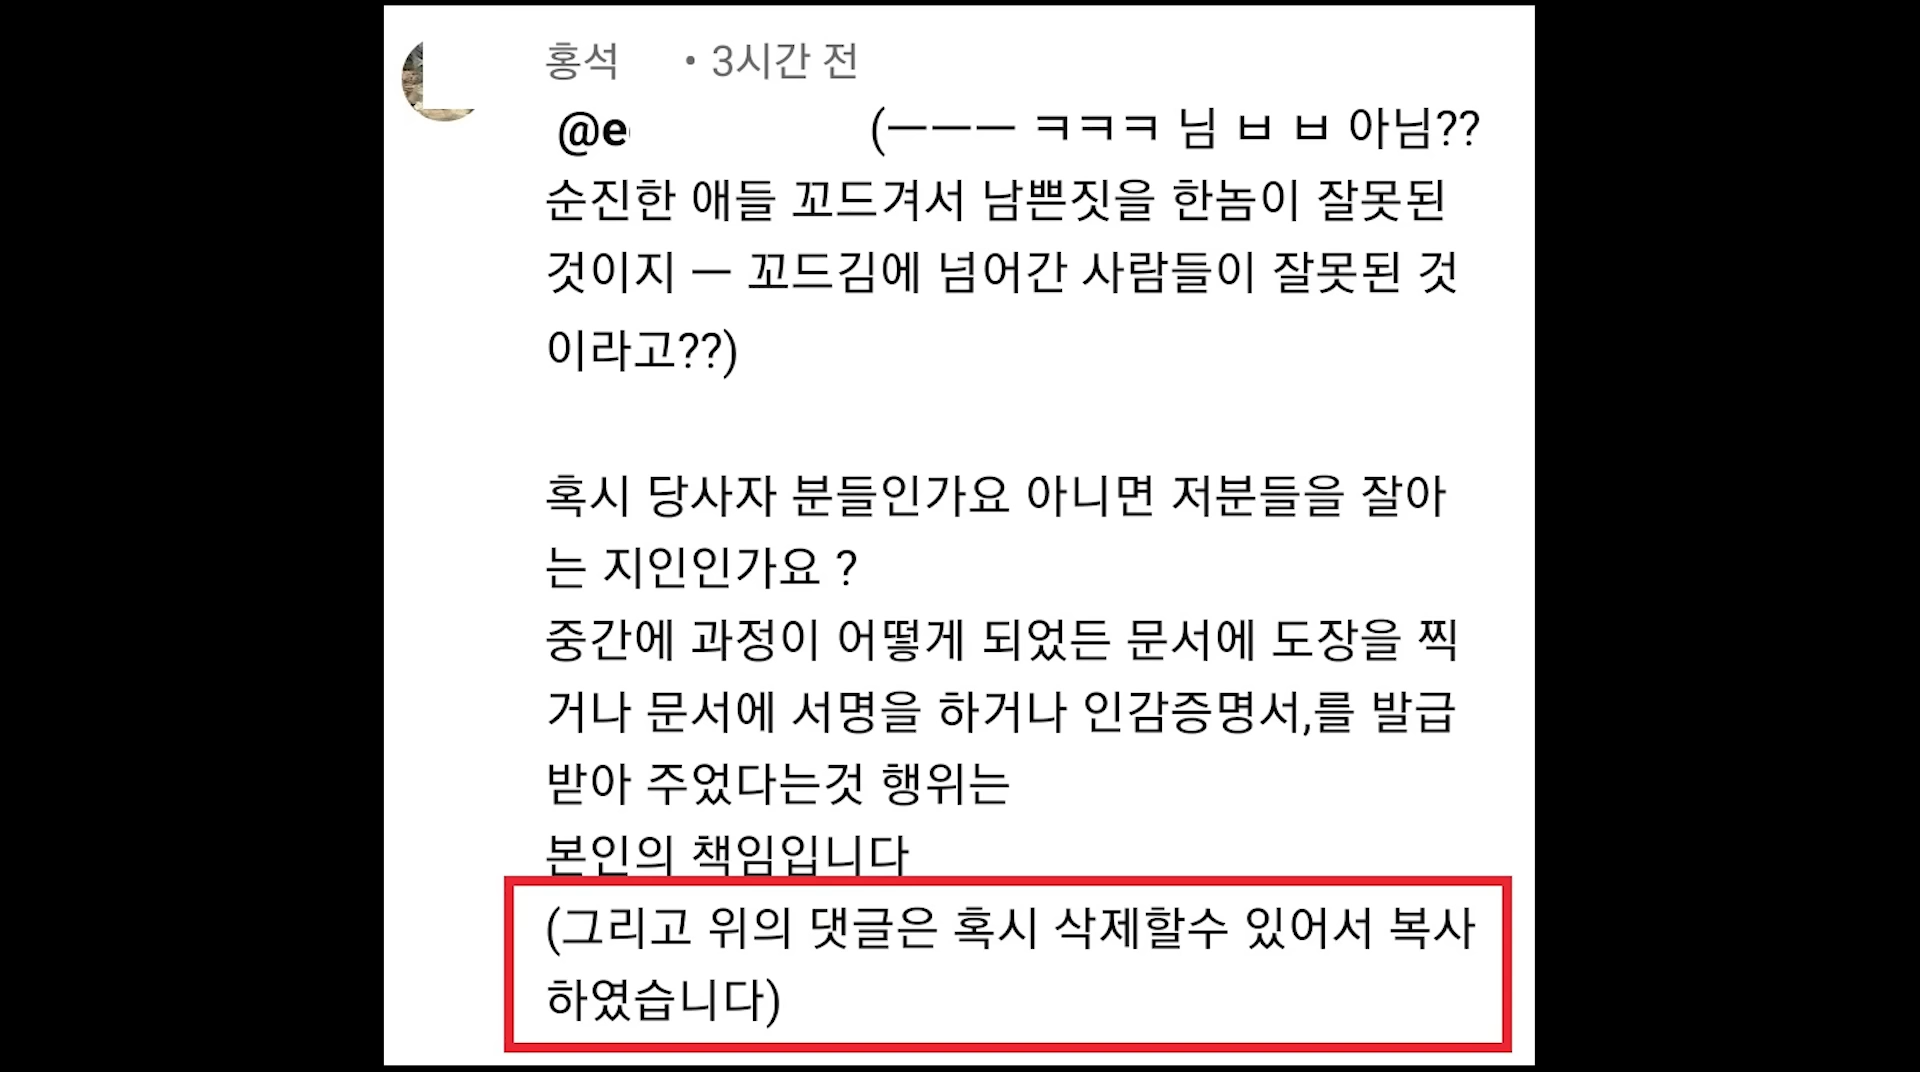 홍석 • 3시간 전
@e (ㅡㅡㅡ ㅋㅋㅋ 님 ㅂ ㅂ 아님??
순진한 애들 꼬드겨서 남쁜짓을 한놈이 잘못된
것이지 ㅡ 꼬드김에 넘어간 사람들이 잘못된 것
이라고??)
혹시 당사자 분들인가요 아니면 저분들을 잘아
는 지인인가요 ?
중간에 과정이 어떻게 되었든 문서에 도장을 찍
거나 문서에 서명을 하거나 인감증명서,를 발급
받아 주었다는것 행위는
본인의 책임입니다
(그리고 위의 댓글은 혹시 삭제할수 있어서 복사
하였습니다)